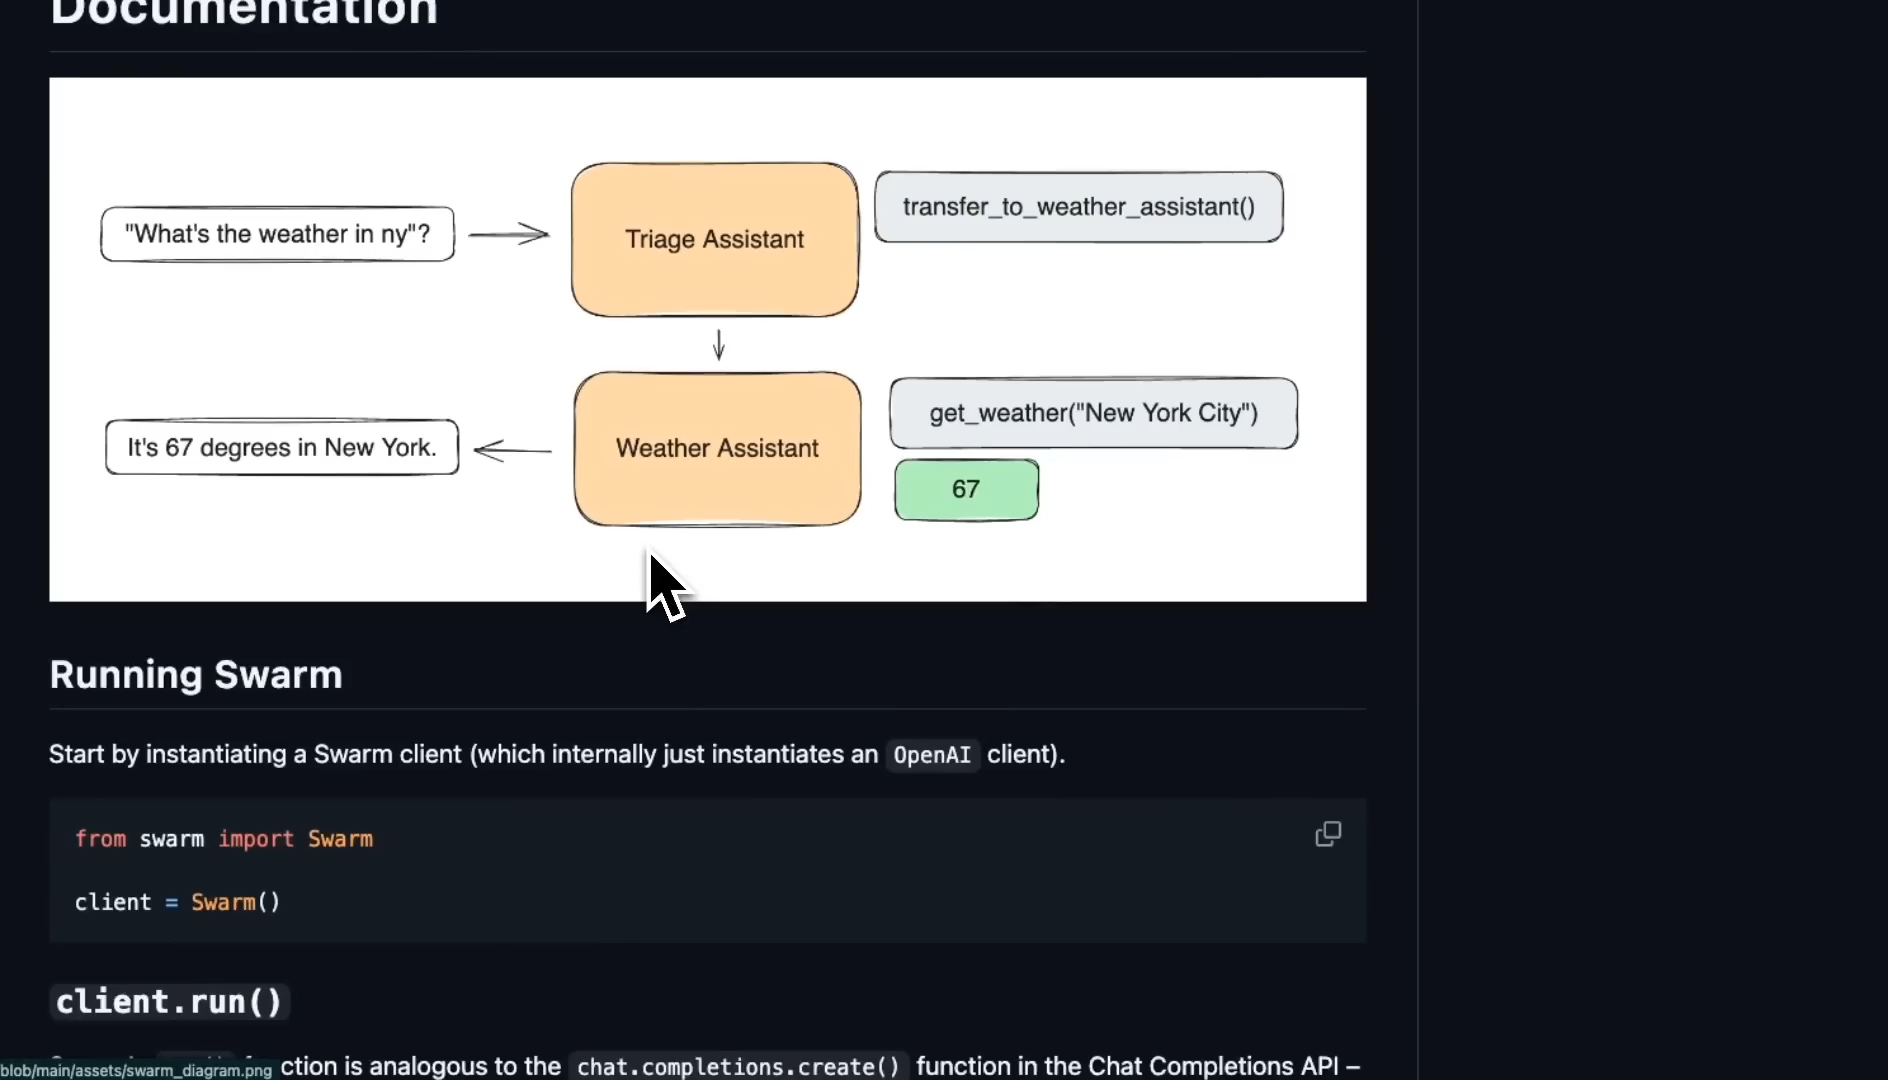 Documentation
"What's the weather in ny"?
Triage Assistant
transfer_to_weather_assistant()
It's 67 degrees in New York.
Weather Assistant
get_weather("New York City")
67
Running Swarm
Start by instantiating a Swarm client (which internally just instantiates an OpenAI client).
from swarm import Swarm
client = Swarm()
client.run()
ction is analogous to the chat.completions.create() function in the Chat Completions API –
blob/main/assets/swarm_diagram.png